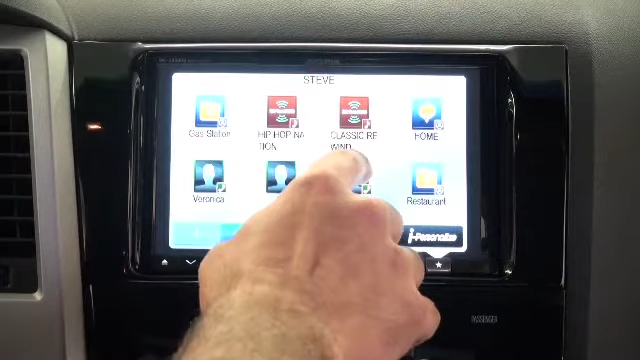 STEVE
Gas Station
HIP HOP NA
TION
CLASSIC RE
WIND
HOME
Veronica
Restaurant
i-Personalize
PASSENGER